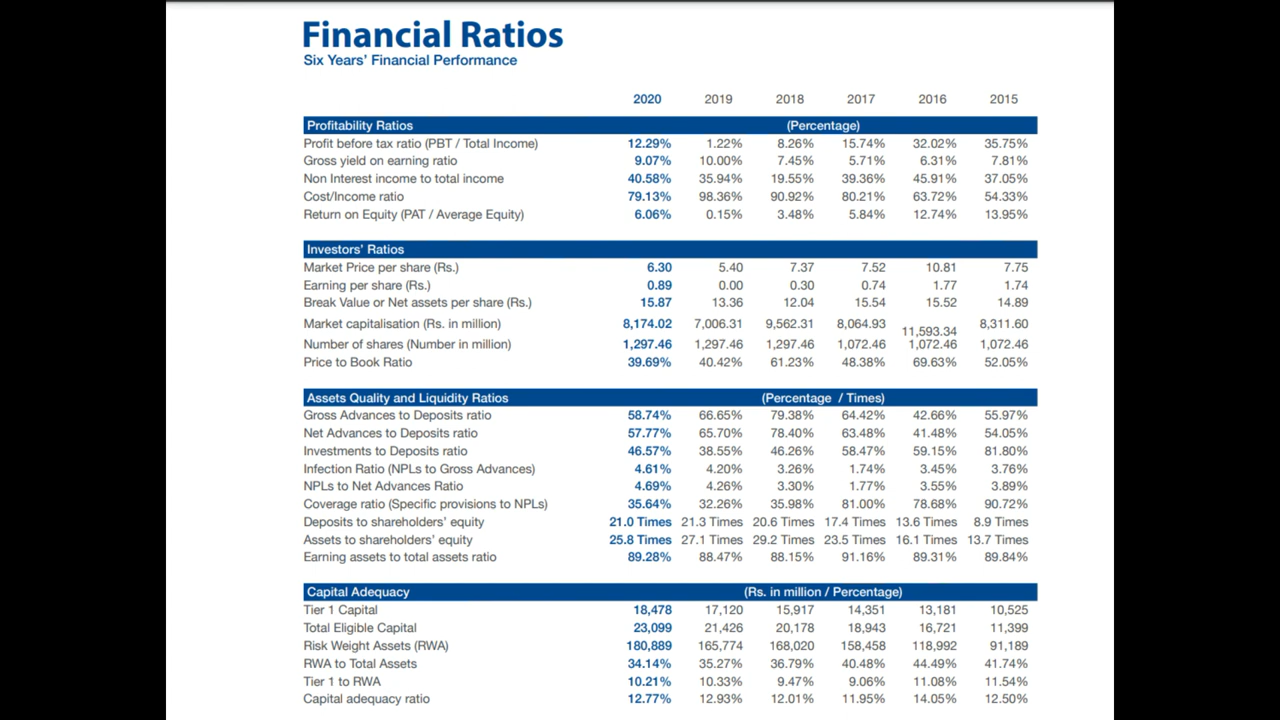 Financial Ratios
Six Years' Financial Performance
2020 2019 2018 2017 2016 2015
Profitability Ratios (Percentage)
Profit before tax ratio (PBT / Total Income) 12.29% 1.22% 8.26% 15.74% 32.02% 35.75%
Gross yield on earning ratio 9.07% 10.00% 7.45% 5.71% 6.31% 7.81%
Non Interest income to total income 40.58% 35.94% 19.55% 39.36% 45.91% 37.05%
Cost/Income ratio 79.13% 98.36% 90.92% 80.21% 63.72% 54.33%
Return on Equity (PAT / Average Equity) 6.06% 0.15% 3.48% 5.84% 12.74% 13.95%
Investors' Ratios
Market Price per share (Rs.) 6.30 5.40 7.37 7.52 10.81 7.75
Earning per share (Rs.) 0.89 0.00 0.30 0.74 1.77 1.74
Break Value or Net assets per share (Rs.) 15.87 13.36 12.04 15.54 15.52 14.89
Market capitalisation (Rs. in million) 8,174.02 7,006.31 9,562.31 8,064.93 11,593.34 8,311.60
Number of shares (Number in million) 1,297.46 1,297.46 1,297.46 1,072.46 1,072.46 1,072.46
Price to Book Ratio 39.69% 40.42% 61.23% 48.38% 69.63% 52.05%
Assets Quality and Liquidity Ratios (Percentage / Times)
Gross Advances to Deposits ratio 58.74% 66.65% 79.38% 64.42% 42.66% 55.97%
Net Advances to Deposits ratio 57.77% 65.70% 78.40% 63.48% 41.48% 54.05%
Investments to Deposits ratio 46.57% 38.55% 46.26% 58.47% 59.15% 81.80%
Infection Ratio (NPLs to Gross Advances) 4.61% 4.20% 3.26% 1.74% 3.45% 3.76%
NPLs to Net Advances Ratio 4.69% 4.26% 3.30% 1.77% 3.55% 3.89%
Coverage ratio (Specific provisions to NPLs) 35.64% 32.26% 35.98% 81.00% 78.68% 90.72%
Deposits to shareholders' equity 21.0 Times 21.3 Times 20.6 Times 17.4 Times 13.6 Times 8.9 Times
Assets to shareholders' equity 25.8 Times 27.1 Times 29.2 Times 23.5 Times 16.1 Times 13.7 Times
Earning assets to total assets ratio 89.28% 88.47% 88.15% 91.16% 89.31% 89.84%
Capital Adequacy (Rs. in million / Percentage)
Tier 1 Capital 18,478 17,120 15,917 14,351 13,181 10,525
Total Eligible Capital 23,099 21,426 20,178 18,943 16,721 11,399
Risk Weight Assets (RWA) 180,889 165,774 168,020 158,458 118,992 91,189
RWA to Total Assets 34.14% 35.27% 36.79% 40.48% 44.49% 41.74%
Tier 1 to RWA 10.21% 10.33% 9.47% 9.06% 11.08% 11.54%
Capital adequacy ratio 12.77% 12.93% 12.01% 11.95% 14.05% 12.50%